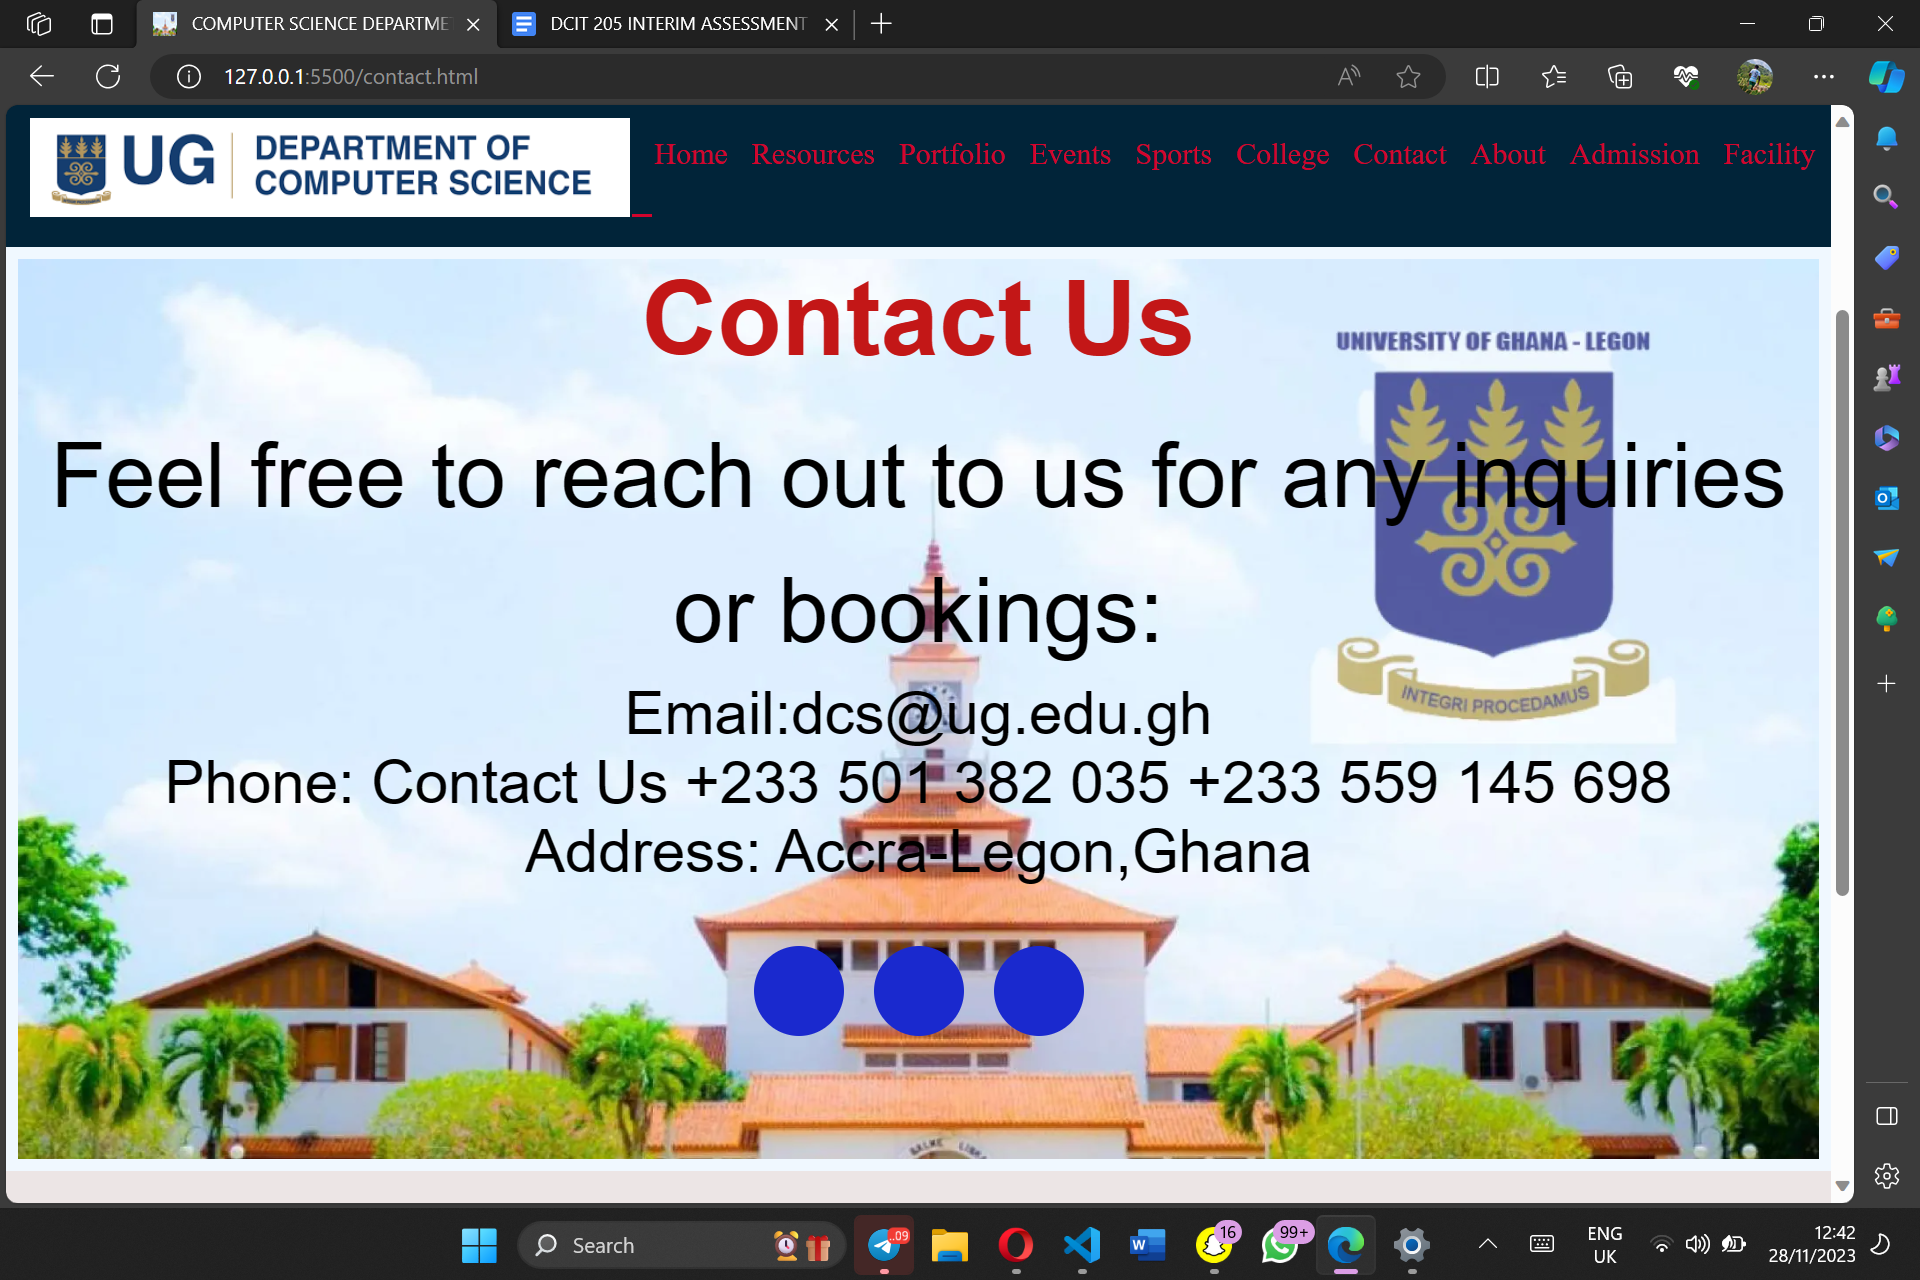 COMPUTER SCIENCE DEPARTME
DCIT 205 INTERIM ASSESSMENT
127.0.0.1:5500/contact.html
UG
DEPARTMENT OF
COMPUTER SCIENCE
Home Resources Portfolio Events Sports College Contact About Admission Facility
Contact Us
UNIVERSITY OF GHANA - LEGON
Feel free to reach out to us for any inquiries
or bookings:
INTEGRI PROCEDAMUS
Email:dcs@ug.edu.gh
Phone: Contact Us +233 501 382 035 +233 559 145 698
Address: Accra-Legon,Ghana
Search
..09
W
16
99+
ENG
UK
12:42
28/11/2023